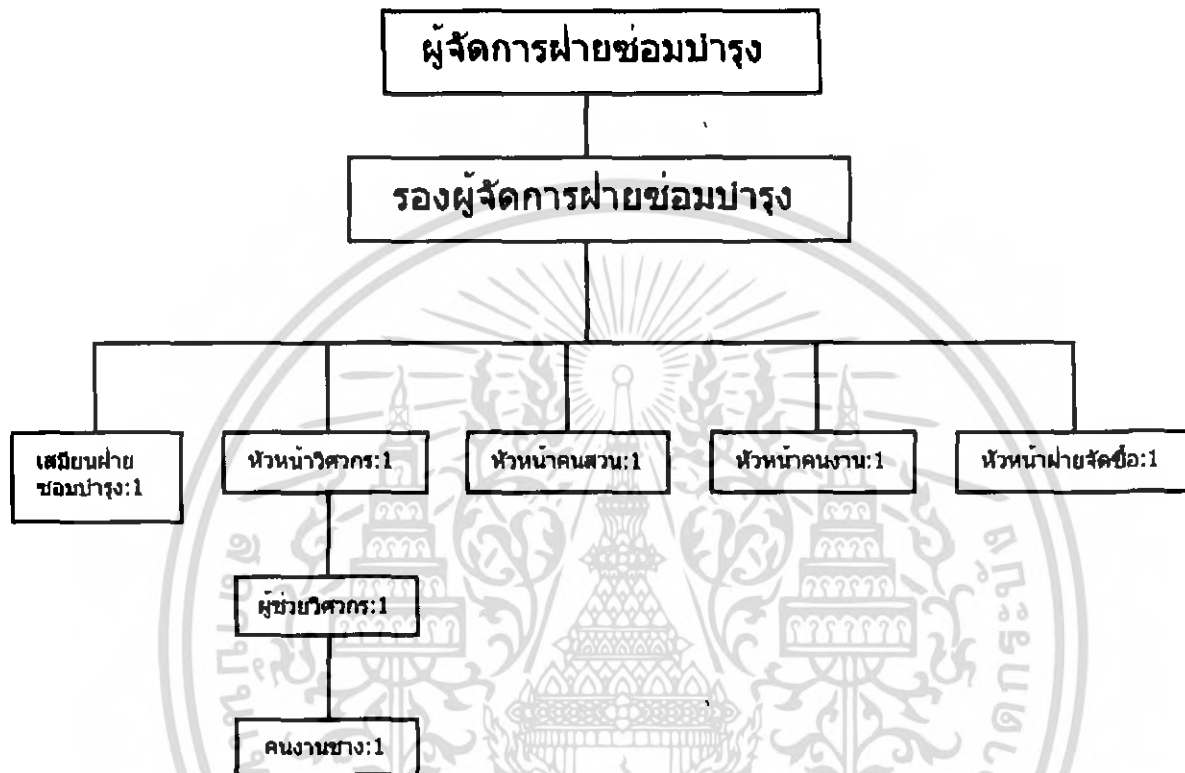 ผู้จัดการฝ่ายซ่อมบำรุง
รองผู้จัดการฝ่ายซ่อมบำรุง
เสมียนฝ่าย
ซ่อมบำรุง:1
หัวหน้าวิศวกร:1
หัวหน้าคนสวน:1
หัวหน้าคนงาน:1
หัวหน้าฝ่ายจัดซื้อ:1
ผู้ช่วยวิศวกร:1
คนงานช่าง:1